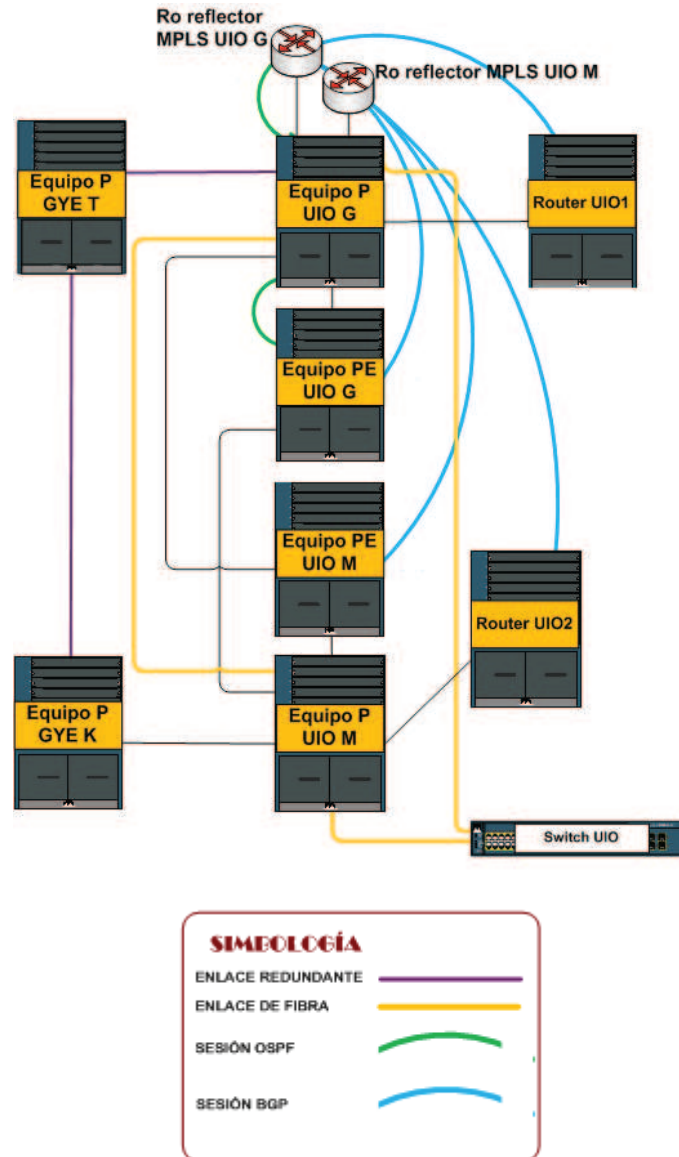 Ro reflector
MPLS UIO G
Ro reflector MPLS UIO M
Equipo P
GYE T
Equipo P
UIO G
Router UIO1
Equipo PE
UIO G
Equipo PE
UIO M
Router UIO2
Equipo P
GYE K
Equipo P
UIO M
Switch UIO
SIMBOLOGÍA
ENLACE REDUNDANTE
ENLACE DE FIBRA
SESIÓN OSPF
SESIÓN BGP